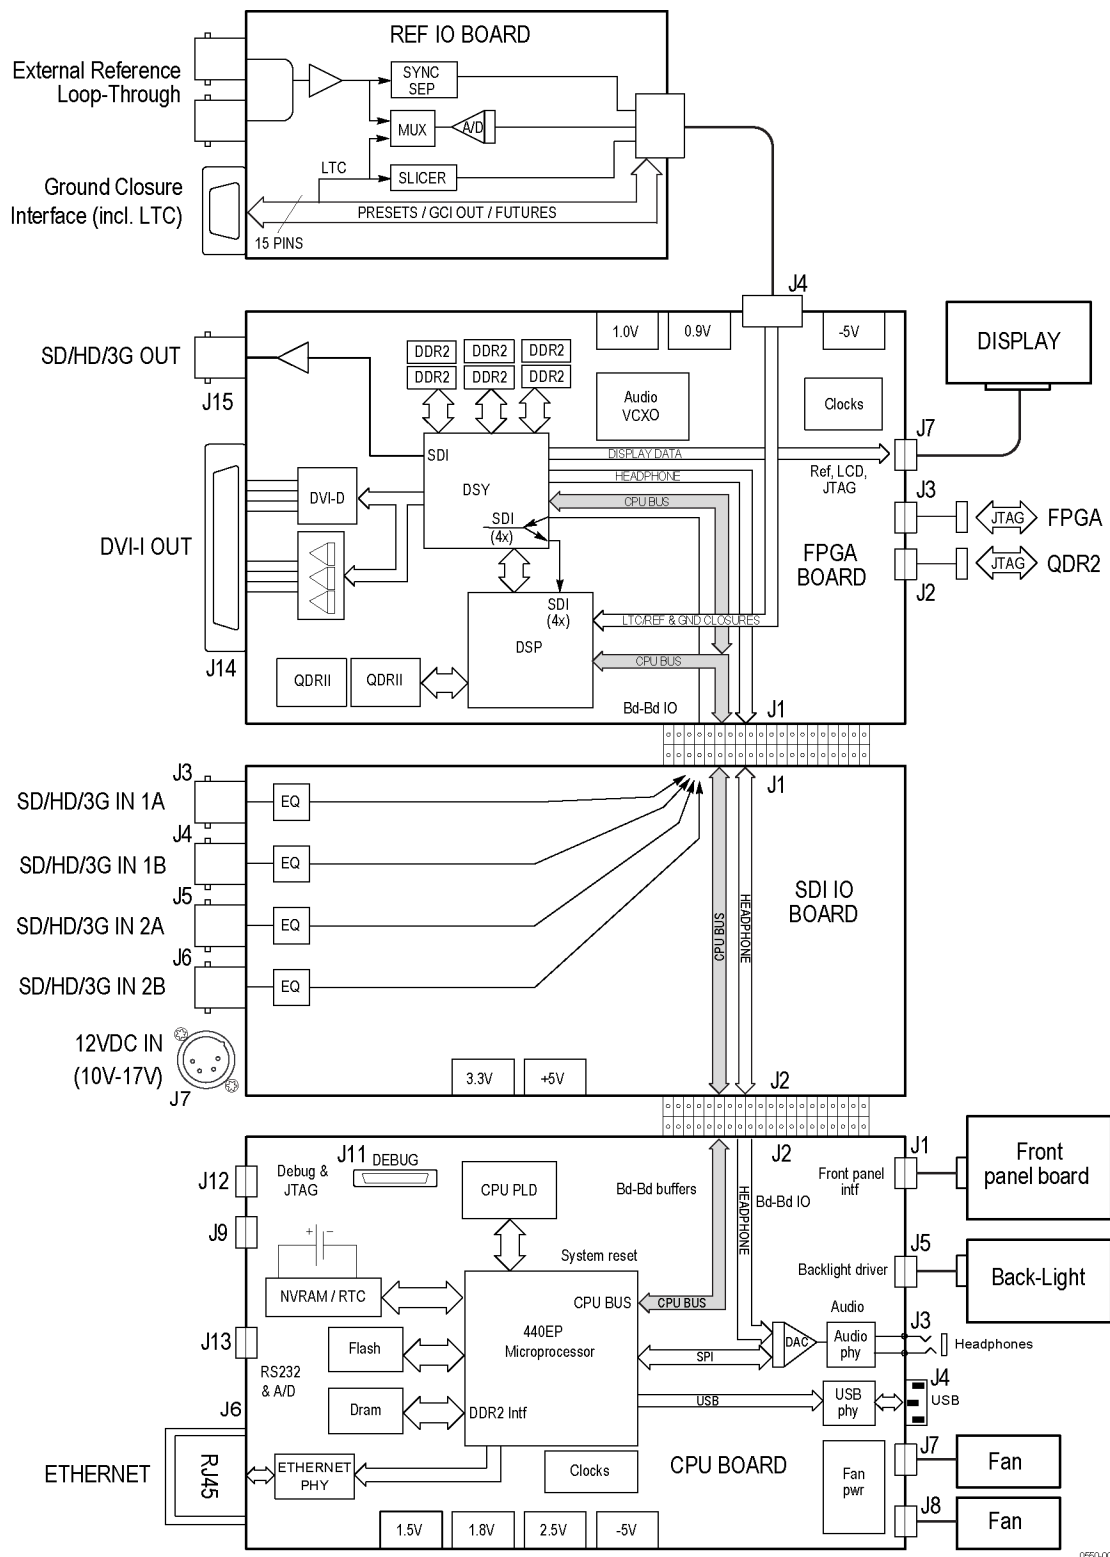 REF IO BOARD
External Reference
Loop-Through
SYNC
SEP
MUX
A/D
LTC
SLICER
Ground Closure
Interface (incl. LTC)
PRESETS / GCI OUT / FUTURES
15 PINS
J4
1.0V
0.9V
-5V
DISPLAY
SD/HD/3G OUT
J15
DDR2
DDR2
DDR2
DDR2
DDR2
DDR2
Audio
VCXO
Clocks
J7
SDI
DISPLAY DATA
HEADPHONE
Ref, LCD,
JTAG
DVI-D
DSY
CPU BUS
J3
JTAG
FPGA
SDI
(4x)
DVI-I OUT
FPGA
BOARD
JTAG
QDR2
J2
SDI
(4x)
LTC/REF & GND CLOSURES
DSP
CPU BUS
J14
QDRII
QDRII
Bd-Bd IO
J1
J1
J3
SD/HD/3G IN 1A
EQ
J4
SD/HD/3G IN 1B
EQ
J5
SD/HD/3G IN 2A
EQ
J6
SD/HD/3G IN 2B
EQ
CPU BUS
HEADPHONE
SDI IO
BOARD
12VDC IN
(10V-17V)
J7
3.3V
+5V
J2
J2
J12
Debug &
JTAG
J11
DEBUG
CPU PLD
Bd-Bd buffers
HEADPHONE
Bd-Bd IO
Front panel
intf
J1
Front
panel board
J9
+
–
System reset
NVRAM / RTC
CPU BUS
CPU BUS
Backlight driver
J5
Back-Light
J13
RS232
& A/D
Flash
440EP
Microprocessor
SPI
DAC
Audio
Audio
phy
J3
Headphones
Dram
DDR2 Intf
USB
USB
phy
J4
USB
J6
ETHERNET
RJ45
ETHERNET
PHY
Clocks
CPU BOARD
Fan
pwr
J7
Fan
J8
Fan
1.5V
1.8V
2.5V
-5V